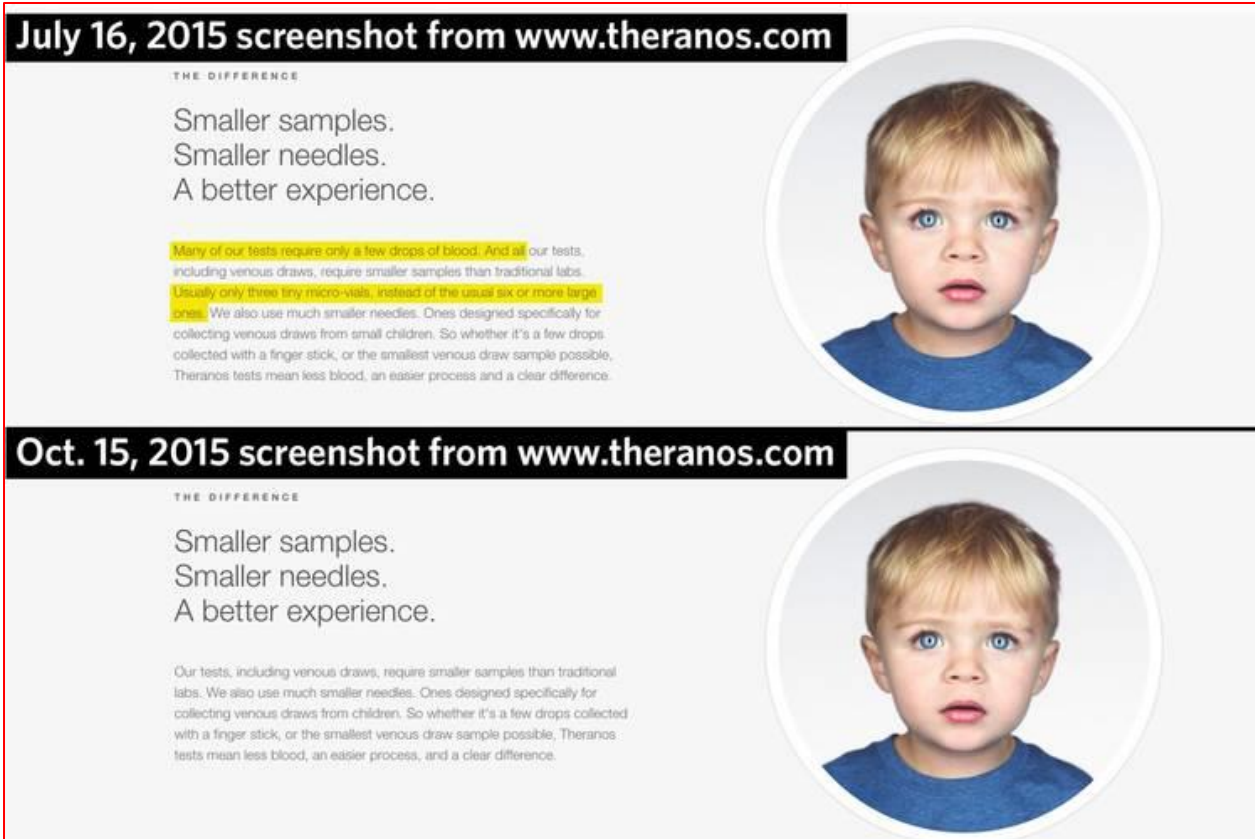 July 16, 2015 screenshot from www.theranos.com
THE DIFFERENCE
Smaller samples.
Smaller needles.
A better experience.
Many of our tests require only a few drops of blood. And all our tests,
including venous draws, require smaller samples than traditional labs.
Usually only three tiny micro-vials, instead of the usual six or more large
ones. We also use much smaller needles. Ones designed specifically for
collecting venous draws from small children. So whether it's a few drops
collected with a finger stick, or the smallest venous draw sample possible,
Theranos tests mean less blood, an easier process and a clear difference.
Oct. 15, 2015 screenshot from www.theranos.com
THE DIFFERENCE
Smaller samples.
Smaller needles.
A better experience.
Our tests, including venous draws, require smaller samples than traditional
labs. We also use much smaller needles. Ones designed specifically for
collecting venous draws from children. So whether it's a few drops collected
with a finger stick, or the smallest venous draw sample possible, Theranos
tests mean less blood, an easier process, and a clear difference.